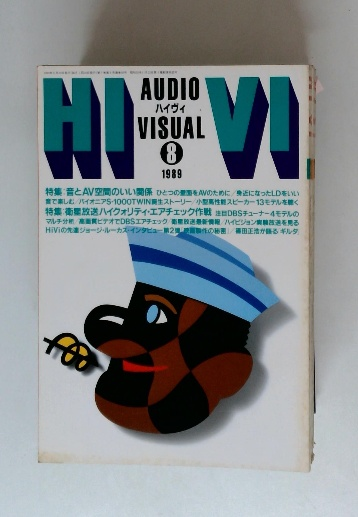 HI VI
AUDIO
ハイヴィ
VISUAL
8
1989
特集 音とAV空間のいい関係 ひとつの壁面をAVのために/身近になったLDをいい
音で楽しむ/パイオニアS-1000TWIN誕生ストーリー/小型高性能スピーカー13モデルを聴く
特集 衛星放送ハイクォリティ・エアチェック作戦 注目DBSチューナー4モデルの
マルチ分析/高画質ビデオでDBSエアチェック/衛星放送最新情報/ハイビジョン実験放送を見る
HiViの先達ジョージ・ルーカス・インタビュー第2弾 の秘密/ 正浩が語る ギルダ